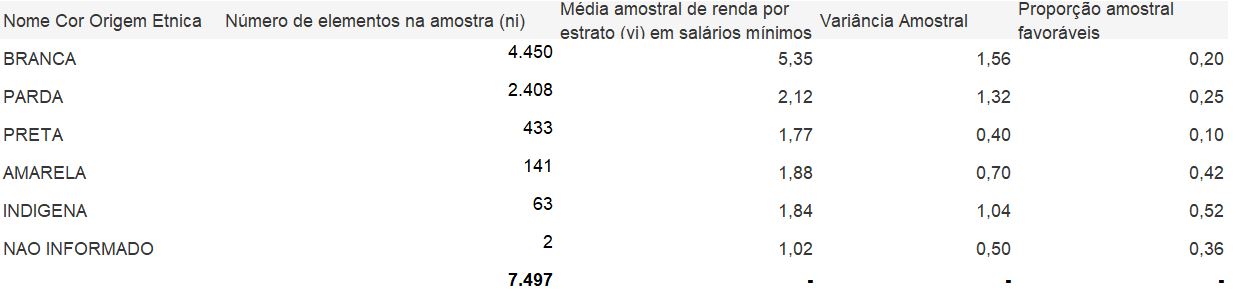 Nome Cor Origem Etnica Número de elementos na amostra (ni) Média amostral de renda por estrato (yi) em salários mínimos Variância Amostral Proporção amostral favoráveis
BRANCA 4.450 5,35 1,56 0,20
PARDA 2.408 2,12 1,32 0,25
PRETA 433 1,77 0,40 0,10
AMARELA 141 1,88 0,70 0,42
INDIGENA 63 1,84 1,04 0,52
NAO INFORMADO 2 1,02 0,50 0,36
7.497 - - -